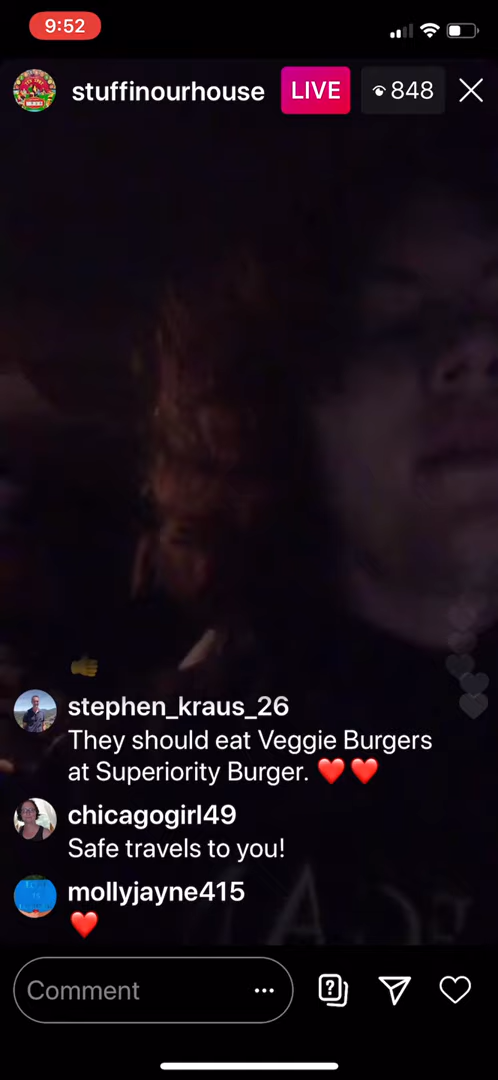 9:52
stuffinourhouse LIVE 848
stephen_kraus_26
They should eat Veggie Burgers
at Superiority Burger. ❤️❤️
chicagogirl49
Safe travels to you!
mollyjayne415
❤️
Comment